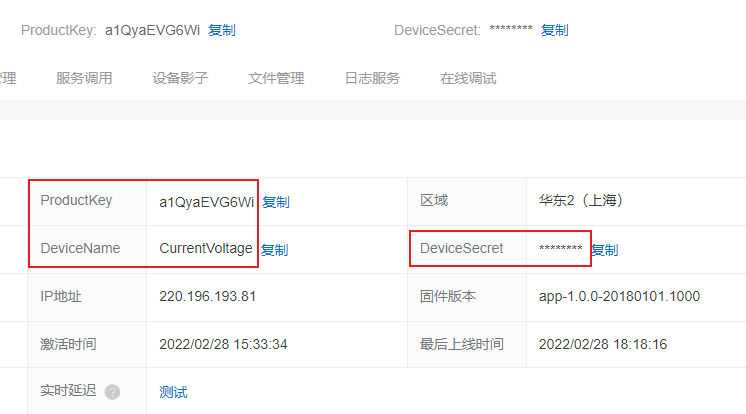 ProductKey: a1QyaEVG6Wi 复制 DeviceSecret: ******** 复制
管理 服务调用 设备影子 文件管理 日志服务 在线调试
ProductKey a1QyaEVG6Wi 复制 区域 华东2（上海）
DeviceName CurrentVoltage 复制 DeviceSecret ******** 复制
IP地址 220.196.193.81 固件版本 app-1.0.0-20180101.1000
激活时间 2022/02/28 15:33:34 最后上线时间 2022/02/28 18:18:16
实时延迟 ? 测试